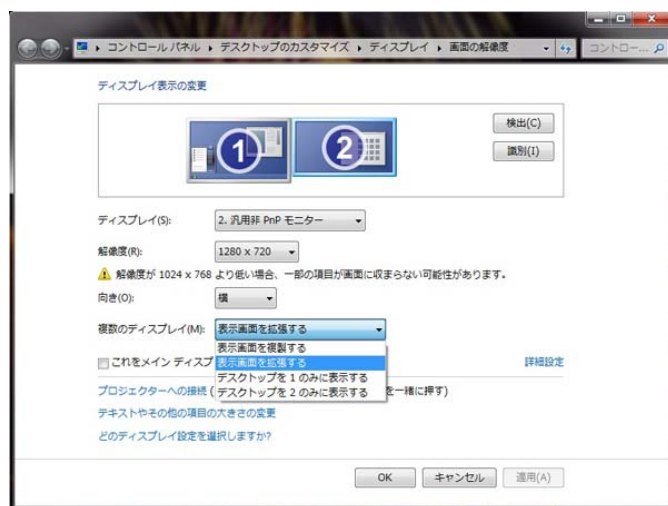 コントロール パネル ▸ デスクトップのカスタマイズ ▸ ディスプレイ ▸ 画面の解像度
コントロー...
ディスプレイ表示の変更
1
2
検出(C)
識別(I)
ディスプレイ(S): 2. 汎用非 PnP モニター
解像度(R): 1280 x 720
解像度が 1024 x 768 より低い場合、一部の項目が画面に収まらない可能性があります。
向き(O): 横
複数のディスプレイ(M): 表示画面を拡張する
表示画面を複製する
これをメイン ディスプ 表示画面を拡張する 詳細設定
デスクトップを 1 のみに表示する
プロジェクターへの接続 ( デスクトップを 2 のみに表示する を一緒に押す)
テキストやその他の項目の大きさの変更
どのディスプレイ設定を選択しますか?
OK キャンセル 適用(A)